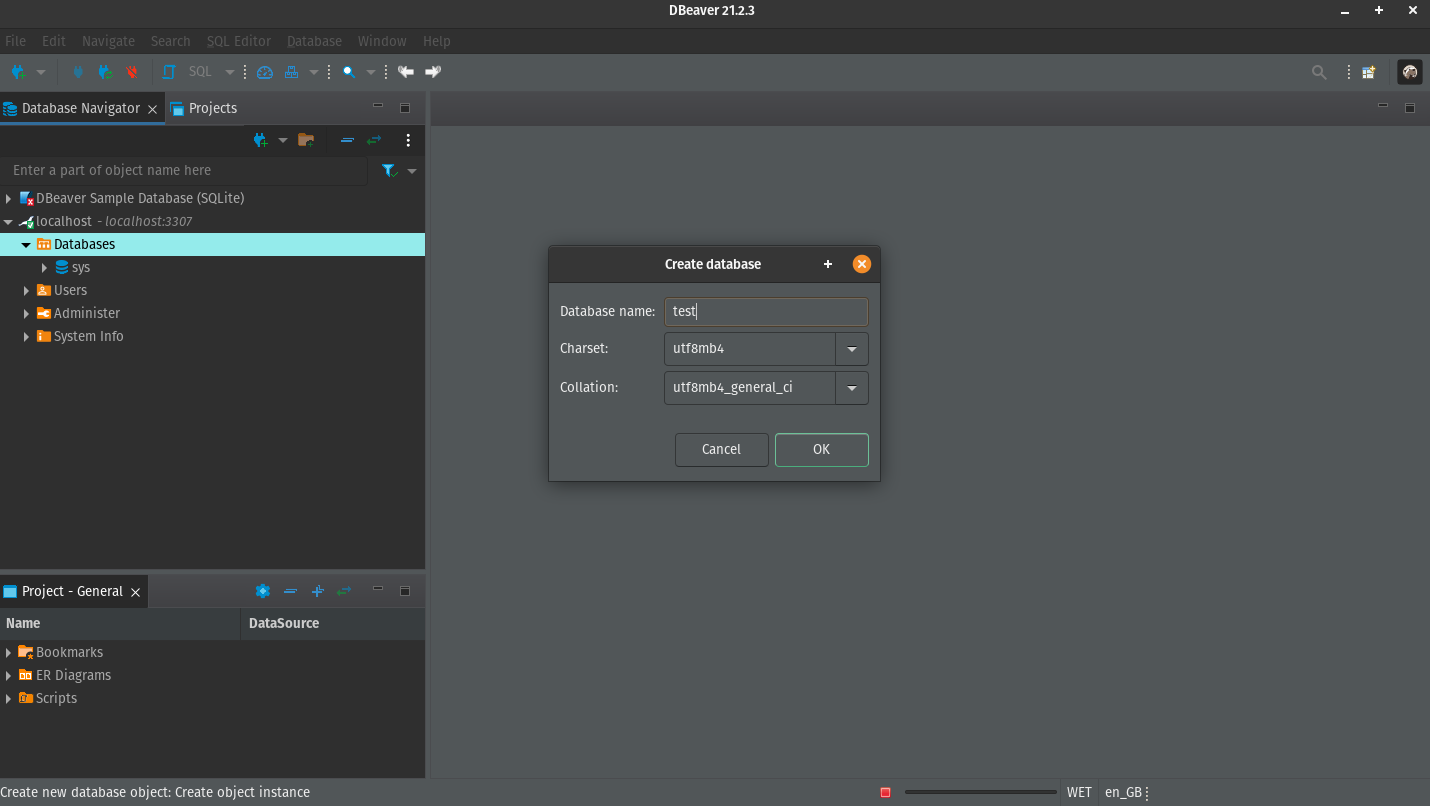 DBeaver 21.2.3
File Edit Navigate Search SQL Editor Database Window Help
SQL
Database Navigator Projects
Enter a part of object name here
DBeaver Sample Database (SQLite)
localhost - localhost:3307
Databases
sys
Users
Administer
System Info
Create database
Database name: test
Charset: utf8mb4
Collation: utf8mb4_general_ci
Cancel OK
Project - General
Name DataSource
Bookmarks
ER Diagrams
Scripts
Create new database object: Create object instance WET en_GB